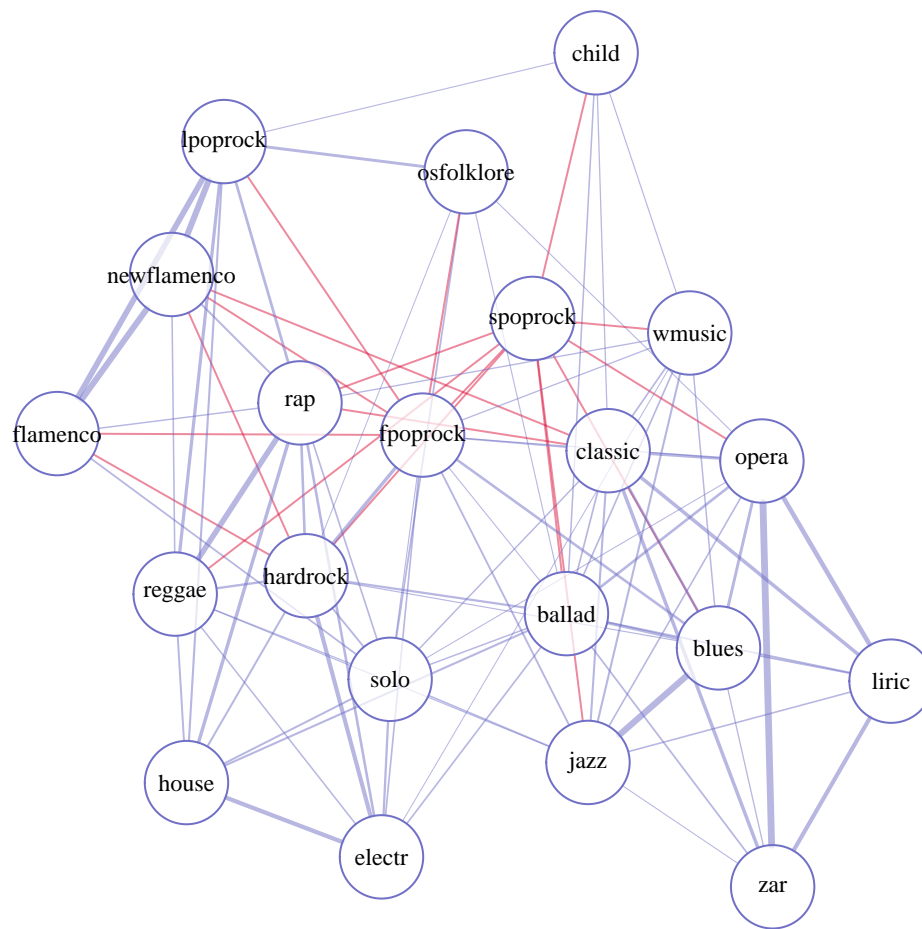 child
lpoprock
osfolklore
newflamenco
spoprock
wmusic
rap
flamenco
fpoprock
classic
opera
hardrock
reggae
ballad
blues
solo
liric
jazz
house
electr
zar